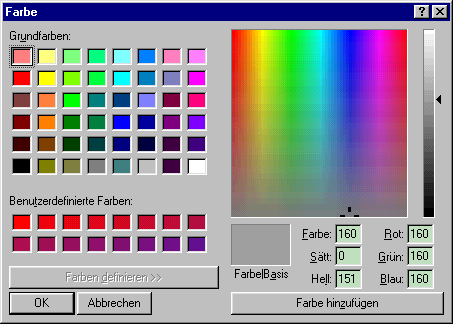 Farbe
Grundfarben:
Benutzerdefinierte Farben:
Farben definieren >>
OK
Abbrechen
Farbe|Basis
Farbe: 160
Sätt: 0
Hell: 151
Rot: 160
Grün: 160
Blau: 160
Farbe hinzufügen